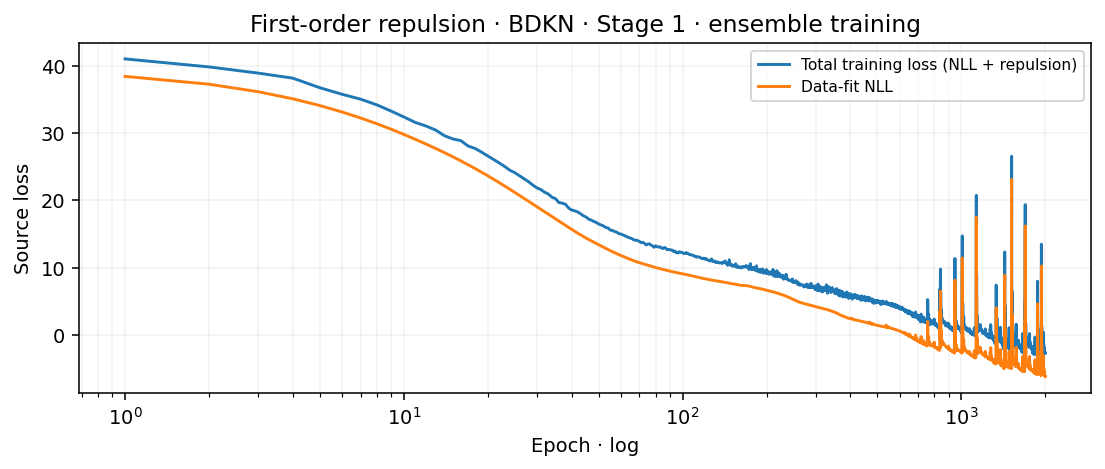 First-order repulsion · BDKN · Stage 1 · ensemble training
Total training loss (NLL + repulsion)
Data-fit NLL
Source loss
40
30
20
10
0
10⁰
10¹
10²
10³
Epoch · log